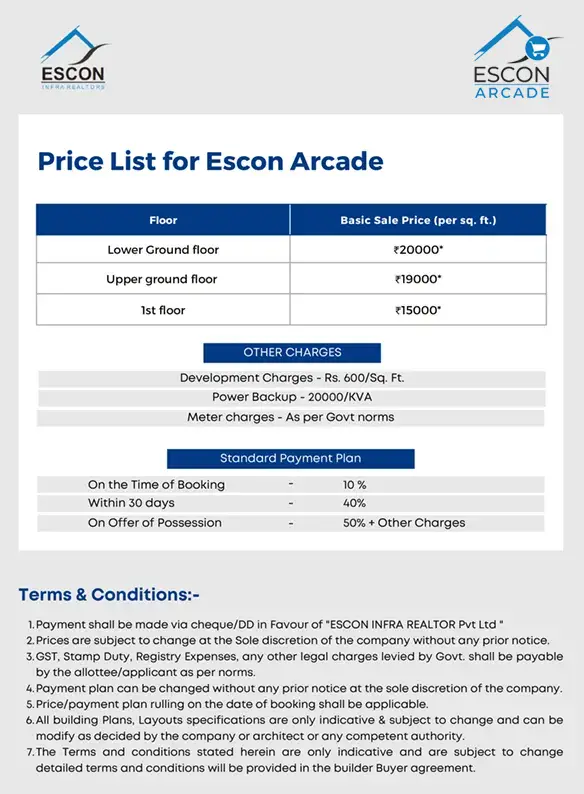 ESCON
INFRA REALTORS
ESCON
ARCADE
Price List for Escon Arcade
Floor Basic Sale Price (per sq. ft.)
Lower Ground floor ₹20000*
Upper ground floor ₹19000*
1st floor ₹15000*
OTHER CHARGES
Development Charges - Rs. 600/Sq. Ft.
Power Backup - 20000/KVA
Meter charges - As per Govt norms
Standard Payment Plan
On the Time of Booking - 10 %
Within 30 days - 40%
On Offer of Possession - 50% + Other Charges
Terms & Conditions:-
1. Payment shall be made via cheque/DD in Favour of "ESCON INFRA REALTOR Pvt Ltd "
2. Prices are subject to change at the Sole discretion of the company without any prior notice.
3. GST, Stamp Duty, Registry Expenses, any other legal charges levied by Govt. shall be payable
by the allottee/applicant as per norms.
4. Payment plan can be changed without any prior notice at the sole discretion of the company.
5. Price/payment plan rulling on the date of booking shall be applicable.
6. All building Plans, Layouts specifications are only indicative & subject to change and can be
modify as decided by the company or architect or any competent authority.
7. The Terms and conditions stated herein are only indicative and are subject to change
detailed terms and conditions will be provided in the builder Buyer agreement.